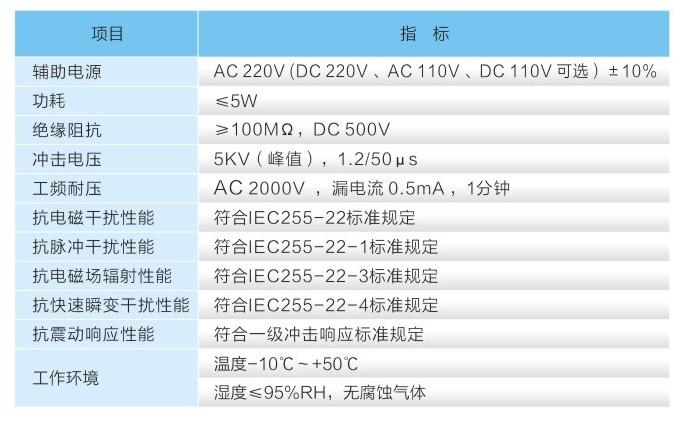 项目 指 标
辅助电源 AC 220V (DC 220V 、AC 110V、DC 110V 可选 ) ±10%
功耗 ≤5W
绝缘阻抗 ≥100MΩ，DC 500V
冲击电压 5KV ( 峰值 )，1.2/50μs
工频耐压 AC 2000V ，漏电流 0.5mA，1分钟
抗电磁干扰性能 符合IEC255-22标准规定
抗脉冲干扰性能 符合IEC255-22-1标准规定
抗电磁场辐射性能 符合IEC255-22-3标准规定
抗快速瞬变干扰性能 符合IEC255-22-4标准规定
抗震动响应性能 符合一级冲击响应标准规定
工作环境 温度-10℃～+50℃
湿度≤95%RH，无腐蚀气体